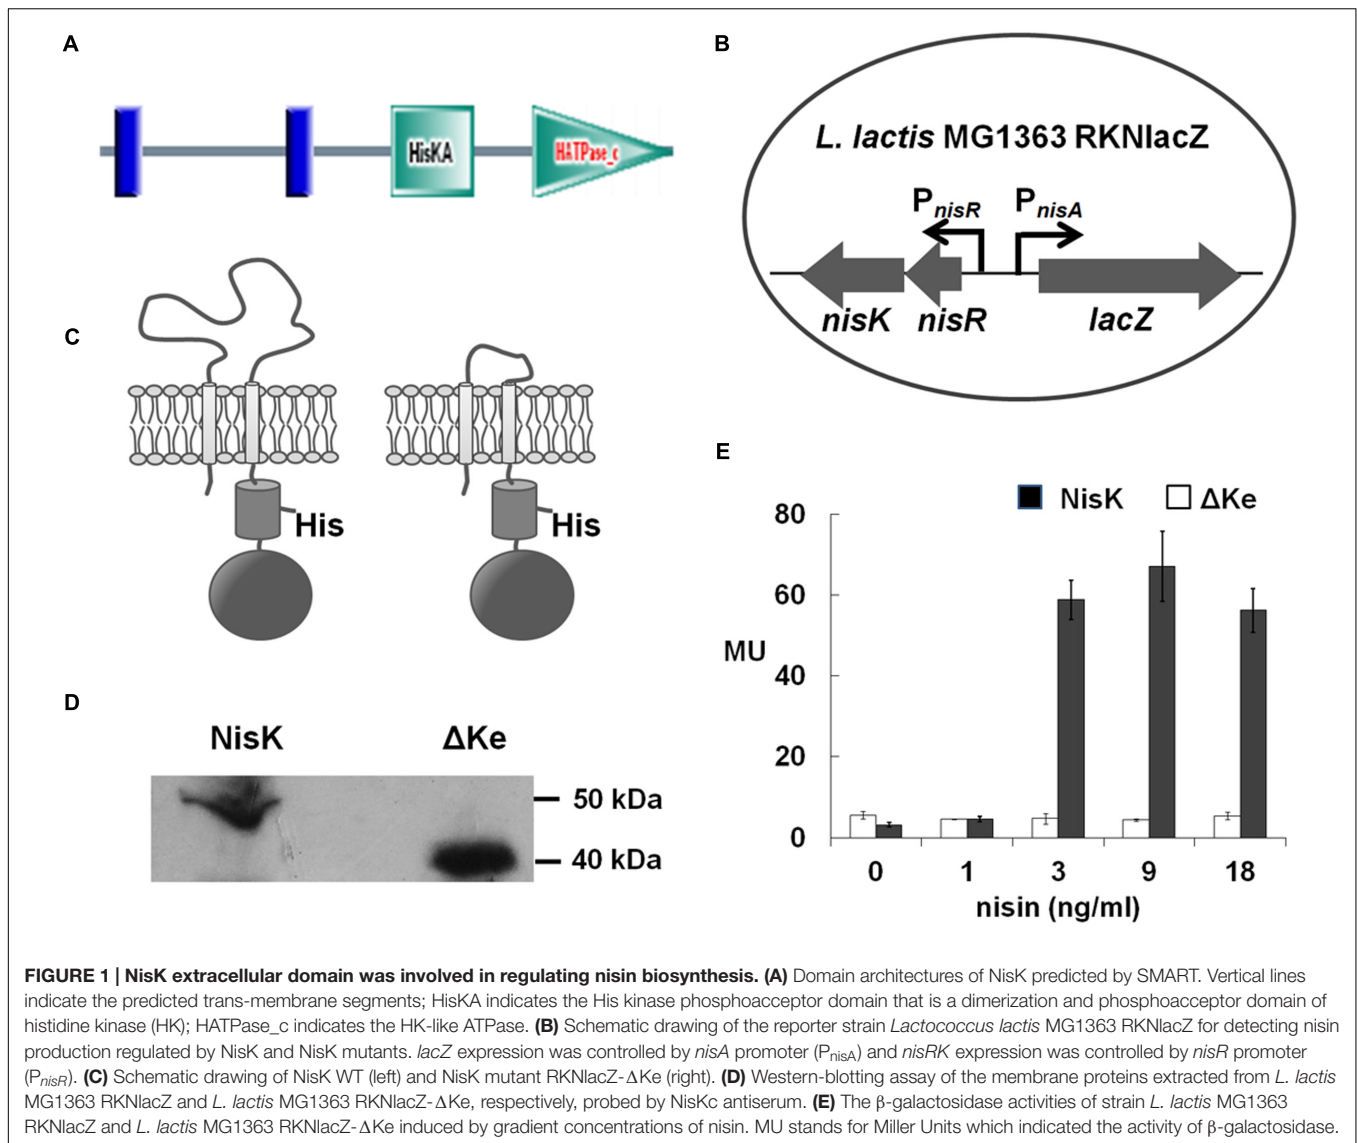 A
HisKA
HATPase_c
B
L. lactis MG1363 RKNlacZ
PnisR
PnisA
nisK
nisR
lacZ
C
His
His
D
NisK
ΔKe
50 kDa
40 kDa
E
NisK
ΔKe
80
60
MU
40
20
0
0 1 3 9 18
nisin (ng/ml)
FIGURE 1 | NisK extracellular domain was involved in regulating nisin biosynthesis. (A) Domain architectures of NisK predicted by SMART. Vertical lines
indicate the predicted trans-membrane segments; HisKA indicates the His kinase phosphoacceptor domain that is a dimerization and phosphoacceptor domain of
histidine kinase (HK); HATPase_c indicates the HK-like ATPase. (B) Schematic drawing of the reporter strain Lactococcus lactis MG1363 RKNlacZ for detecting nisin
production regulated by NisK and NisK mutants. lacZ expression was controlled by nisA promoter (PnisA) and nisRK expression was controlled by nisR promoter
(PnisR). (C) Schematic drawing of NisK WT (left) and NisK mutant RKNlacZ-ΔKe (right). (D) Western-blotting assay of the membrane proteins extracted from L. lactis
MG1363 RKNlacZ and L. lactis MG1363 RKNlacZ-ΔKe, respectively, probed by NisKc antiserum. (E) The β-galactosidase activities of strain L. lactis MG1363
RKNlacZ and L. lactis MG1363 RKNlacZ-ΔKe induced by gradient concentrations of nisin. MU stands for Miller Units which indicated the activity of β-galactosidase.